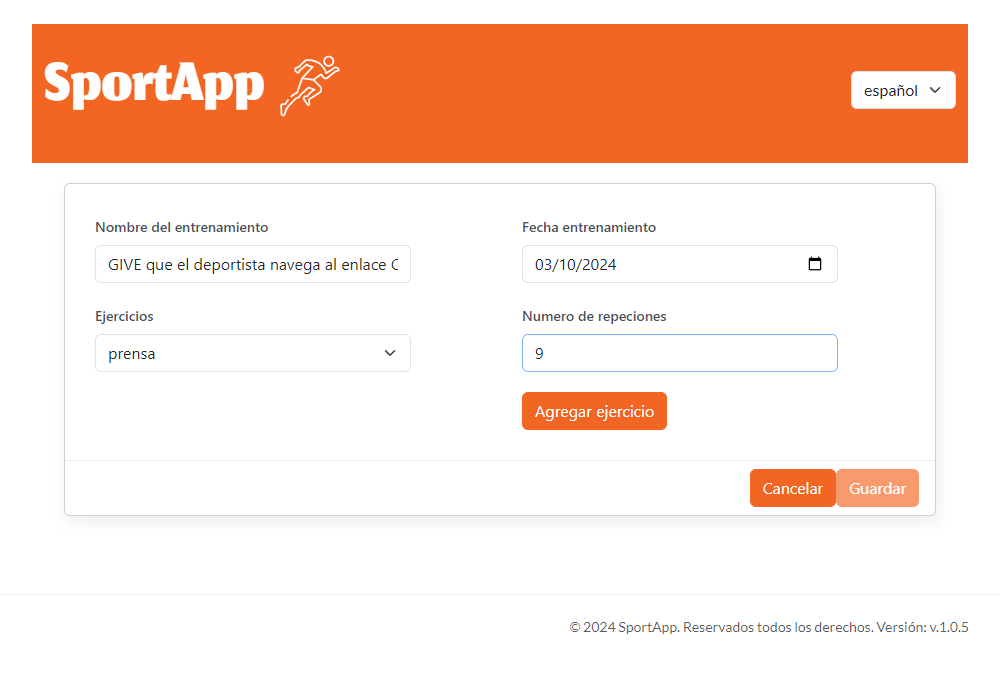 SportApp
español
Nombre del entrenamiento
Fecha entrenamiento
GIVE que el deportista navega al enlace C
03/10/2024
Ejercicios
Numero de repeciones
prensa
9
Agregar ejercicio
Cancelar
Guardar
© 2024 SportApp. Reservados todos los derechos. Versión: v.1.0.5